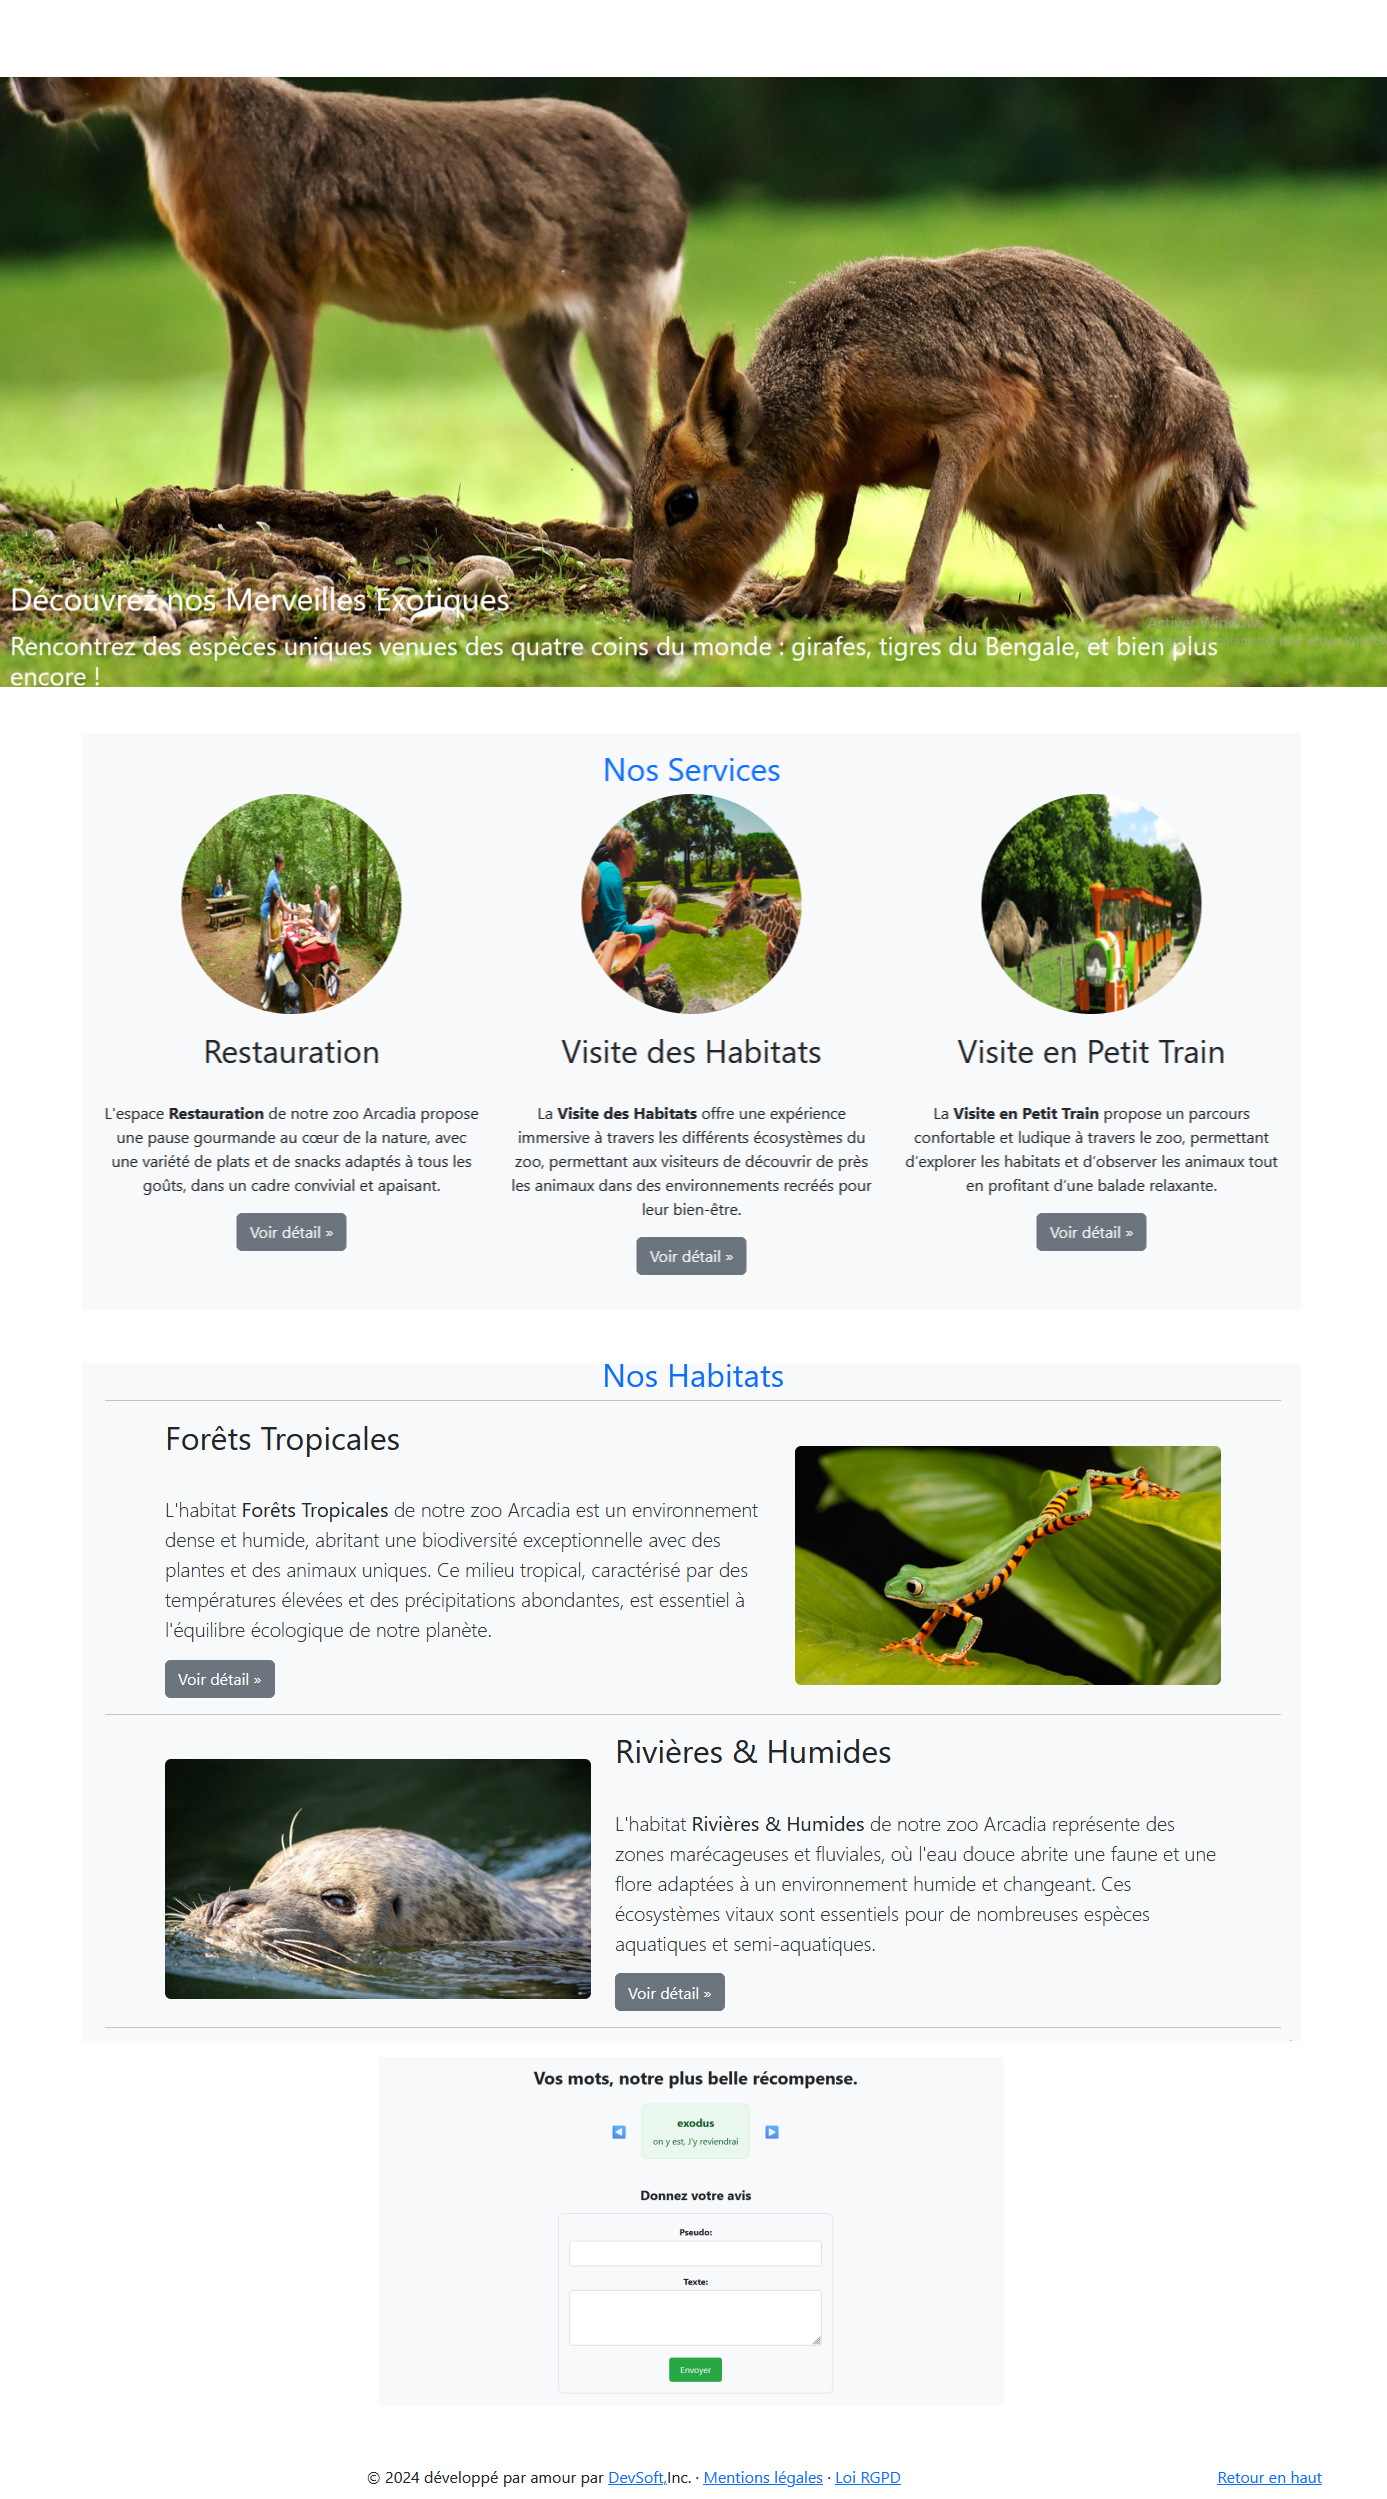 Découvrez nos Merveilles Exotiques
Activer Windows
Rencontrez des espèces uniques venues des quatre coins du monde : girafes, tigres du Bengale, et bien plus
encore !
Nos Services
Restauration
L'espace Restauration de notre zoo Arcadia propose
une pause gourmande au cœur de la nature, avec
une variété de plats et de snacks adaptés à tous les
goûts, dans un cadre convivial et apaisant.
Voir détail »
Visite des Habitats
La Visite des Habitats offre une expérience
immersive à travers les différents écosystèmes du
zoo, permettant aux visiteurs de découvrir de près
les animaux dans des environnements recréés pour
leur bien-être.
Voir détail »
Visite en Petit Train
La Visite en Petit Train propose un parcours
confortable et ludique à travers le zoo, permettant
d'explorer les habitats et d'observer les animaux tout
en profitant d'une balade relaxante.
Voir détail »
Nos Habitats
Forêts Tropicales
L'habitat Forêts Tropicales de notre zoo Arcadia est un environnement
dense et humide, abritant une biodiversité exceptionnelle avec des
plantes et des animaux uniques. Ce milieu tropical, caractérisé par des
températures élevées et des précipitations abondantes, est essentiel à
l'équilibre écologique de notre planète.
Voir détail »
Rivières & Humides
L'habitat Rivières & Humides de notre zoo Arcadia représente des
zones marécageuses et fluviales, où l'eau douce abrite une faune et une
flore adaptées à un environnement humide et changeant. Ces
écosystèmes vitaux sont essentiels pour de nombreuses espèces
aquatiques et semi-aquatiques.
Voir détail »
Vos mots, notre plus belle récompense.
exodus
on y est, J'y reviendrai
Donnez votre avis
Pseudo:
Texte:
Envoyer
© 2024 développé par amour par DevSoft,Inc. · Mentions légales · Loi RGPD
Retour en haut